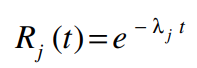 R_j (t)=e^{-λ_j t}